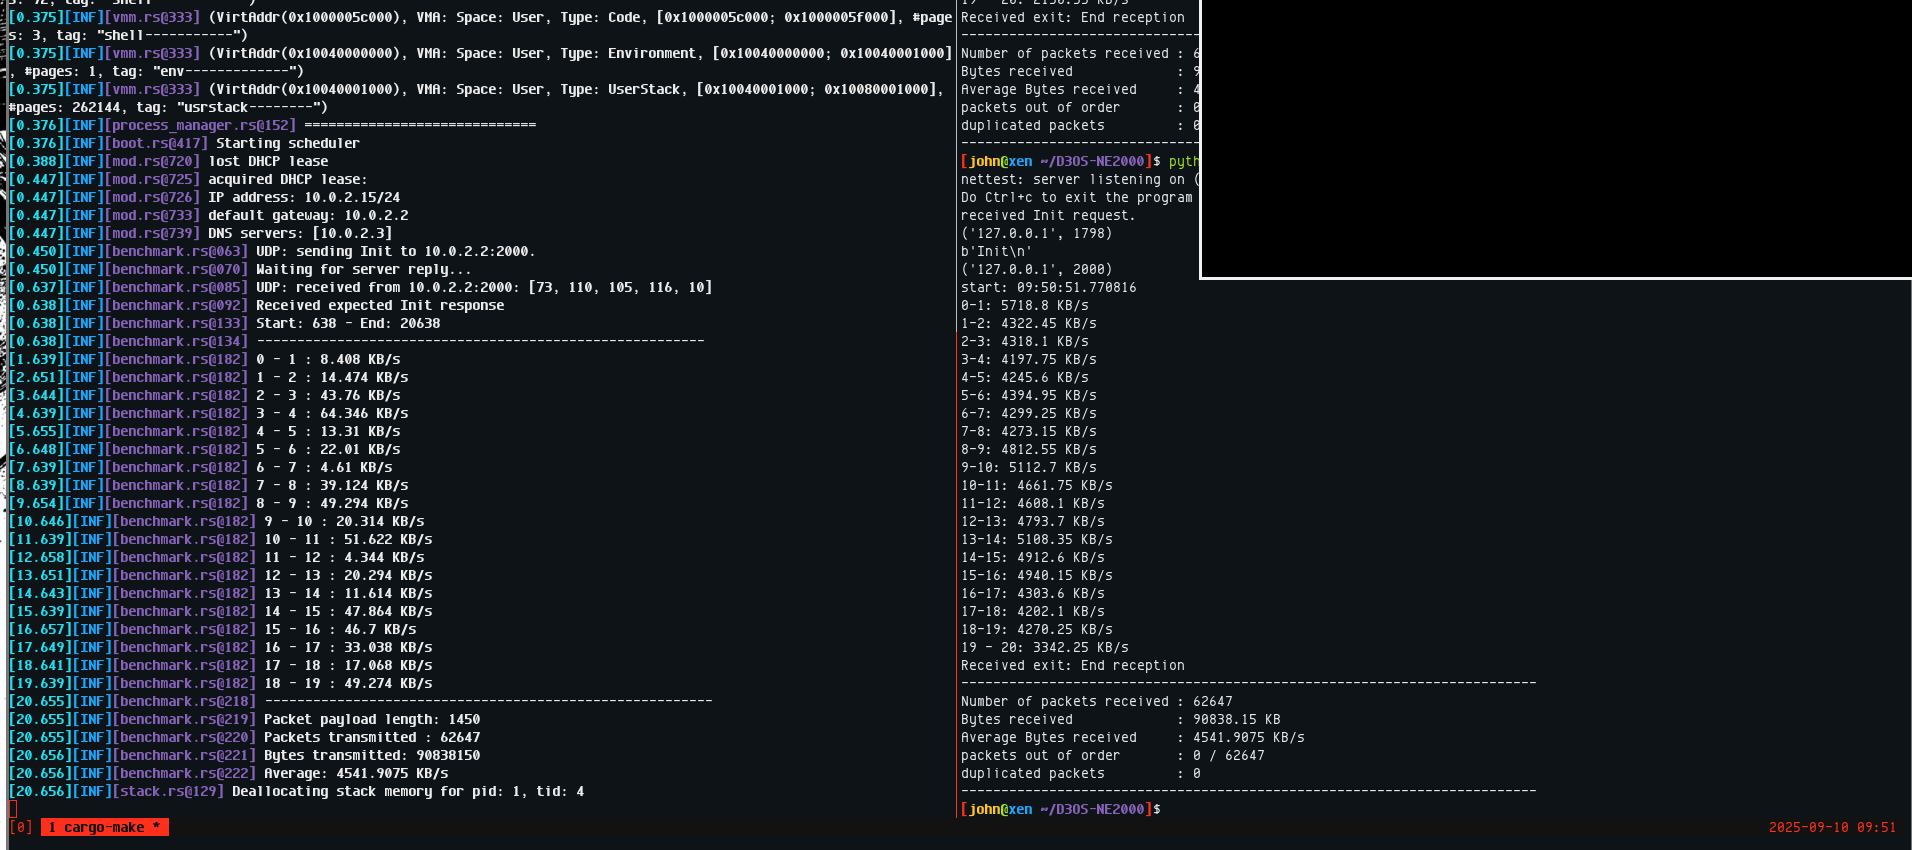 s: 72, tag: "shell-----------")
[0.375][INF][vmm.rs@333] (VirtAddr(0x1000005c000), VMA: Space: User, Type: Code, [0x1000005c000; 0x1000005f000], #page
s: 3, tag: "shell-----------")
[0.375][INF][vmm.rs@333] (VirtAddr(0x10040000000), VMA: Space: User, Type: Environment, [0x10040000000; 0x10040001000]
, #pages: 1, tag: "env-------------")
[0.375][INF][vmm.rs@333] (VirtAddr(0x10040001000), VMA: Space: User, Type: UserStack, [0x10040001000; 0x10080001000],
#pages: 262144, tag: "usrstack--------")
[0.376][INF][process_manager.rs@152] =============================
[0.376][INF][boot.rs@417] Starting scheduler
[0.388][INF][mod.rs@720] lost DHCP lease
[0.447][INF][mod.rs@725] acquired DHCP lease:
[0.447][INF][mod.rs@726] IP address: 10.0.2.15/24
[0.447][INF][mod.rs@733] default gateway: 10.0.2.2
[0.447][INF][mod.rs@739] DNS servers: [10.0.2.3]
[0.450][INF][benchmark.rs@063] UDP: sending Init to 10.0.2.2:2000.
[0.450][INF][benchmark.rs@070] Waiting for server reply...
[0.637][INF][benchmark.rs@085] UDP: received from 10.0.2.2:2000: [73, 110, 105, 116, 10]
[0.638][INF][benchmark.rs@092] Received expected Init response
[0.638][INF][benchmark.rs@133] Start: 638 - End: 20638
[0.638][INF][benchmark.rs@134] --------------------------------------------------------
[1.639][INF][benchmark.rs@182] 0 - 1 : 8.408 KB/s
[2.651][INF][benchmark.rs@182] 1 - 2 : 14.474 KB/s
[3.644][INF][benchmark.rs@182] 2 - 3 : 43.76 KB/s
[4.639][INF][benchmark.rs@182] 3 - 4 : 64.346 KB/s
[5.655][INF][benchmark.rs@182] 4 - 5 : 13.31 KB/s
[6.648][INF][benchmark.rs@182] 5 - 6 : 22.01 KB/s
[7.639][INF][benchmark.rs@182] 6 - 7 : 4.61 KB/s
[8.639][INF][benchmark.rs@182] 7 - 8 : 39.124 KB/s
[9.654][INF][benchmark.rs@182] 8 - 9 : 49.294 KB/s
[10.646][INF][benchmark.rs@182] 9 - 10 : 20.314 KB/s
[11.639][INF][benchmark.rs@182] 10 - 11 : 51.622 KB/s
[12.658][INF][benchmark.rs@182] 11 - 12 : 4.344 KB/s
[13.651][INF][benchmark.rs@182] 12 - 13 : 20.294 KB/s
[14.643][INF][benchmark.rs@182] 13 - 14 : 11.614 KB/s
[15.639][INF][benchmark.rs@182] 14 - 15 : 47.864 KB/s
[16.657][INF][benchmark.rs@182] 15 - 16 : 46.7 KB/s
[17.649][INF][benchmark.rs@182] 16 - 17 : 33.038 KB/s
[18.641][INF][benchmark.rs@182] 17 - 18 : 17.068 KB/s
[19.639][INF][benchmark.rs@182] 18 - 19 : 49.274 KB/s
[20.655][INF][benchmark.rs@218] --------------------------------------------------------
[20.655][INF][benchmark.rs@219] Packet payload length: 1450
[20.655][INF][benchmark.rs@220] Packets transmitted : 62647
[20.656][INF][benchmark.rs@221] Bytes transmitted: 90838150
[20.656][INF][benchmark.rs@222] Average: 4541.9075 KB/s
[20.656][INF][stack.rs@129] Deallocating stack memory for pid: 1, tid: 4
Received exit: End reception
------------------------------
Number of packets received : 6
Bytes received             : 9
Average Bytes received     : 4
packets out of order       : 0
duplicated packets         : 0
------------------------------
[john@xen ~/D3OS-NE2000]$ pyth
nettest: server listening on (
Do Ctrl+c to exit the program
received Init request.
('127.0.0.1', 1798)
b'Init\n'
('127.0.0.1', 2000)
start: 09:50:51.770816
0-1: 5718.8 KB/s
1-2: 4322.45 KB/s
2-3: 4318.1 KB/s
3-4: 4197.75 KB/s
4-5: 4245.6 KB/s
5-6: 4394.95 KB/s
6-7: 4299.25 KB/s
7-8: 4273.15 KB/s
8-9: 4812.55 KB/s
9-10: 5112.7 KB/s
10-11: 4661.75 KB/s
11-12: 4608.1 KB/s
12-13: 4793.7 KB/s
13-14: 5108.35 KB/s
14-15: 4912.6 KB/s
15-16: 4940.15 KB/s
16-17: 4303.6 KB/s
17-18: 4202.1 KB/s
18-19: 4270.25 KB/s
19 - 20: 3342.25 KB/s
Received exit: End reception
------------------------------------------------------------------------
Number of packets received : 62647
Bytes received             : 90838.15 KB
Average Bytes received     : 4541.9075 KB/s
packets out of order       : 0 / 62647
duplicated packets         : 0
------------------------------------------------------------------------
[john@xen ~/D3OS-NE2000]$
[0] 1 cargo-make *
2025-09-10 09:51